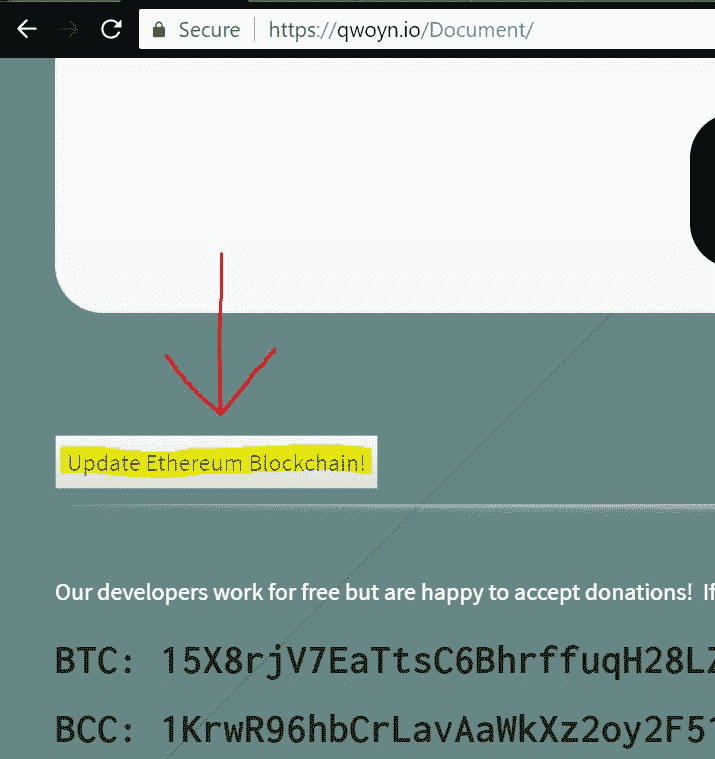 Secure https://qwoyn.io/Document/
Update Ethereum Blockchain!
Our developers work for free but are happy to accept donations! If
BTC: 15X8rjV7EaTtsC6BhrffuqH28LZ
BCC: 1KrwR96hbCrLavAaWkXz2oy2F51